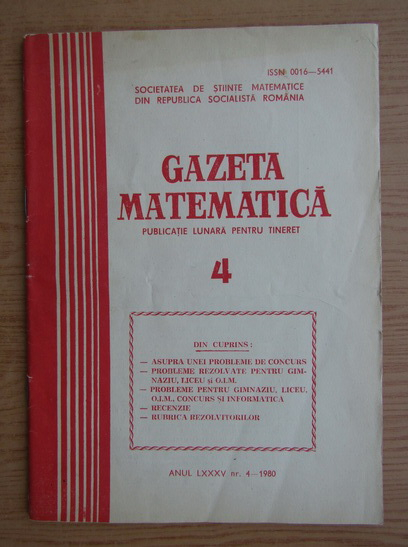 ISSN 0016—5441
SOCIETATEA DE ȘTIINȚE MATEMATICE
DIN REPUBLICA SOCIALISTĂ ROMÂNIA
GAZETA
MATEMATICĂ
PUBLICAȚIE LUNARĂ PENTRU TINERET
4
DIN CUPRINS :
— ASUPRA UNEI PROBLEME DE CONCURS
— PROBLEME REZOLVATE PENTRU GIM-
NAZIU, LICEU și O.I.M.
— PROBLEME PENTRU GIMNAZIU, LICEU,
O.I.M., CONCURS ȘI INFORMATICĂ
— RECENZIE
— RUBRICA REZOLVITORILOR
ANUL LXXXV nr. 4—1980